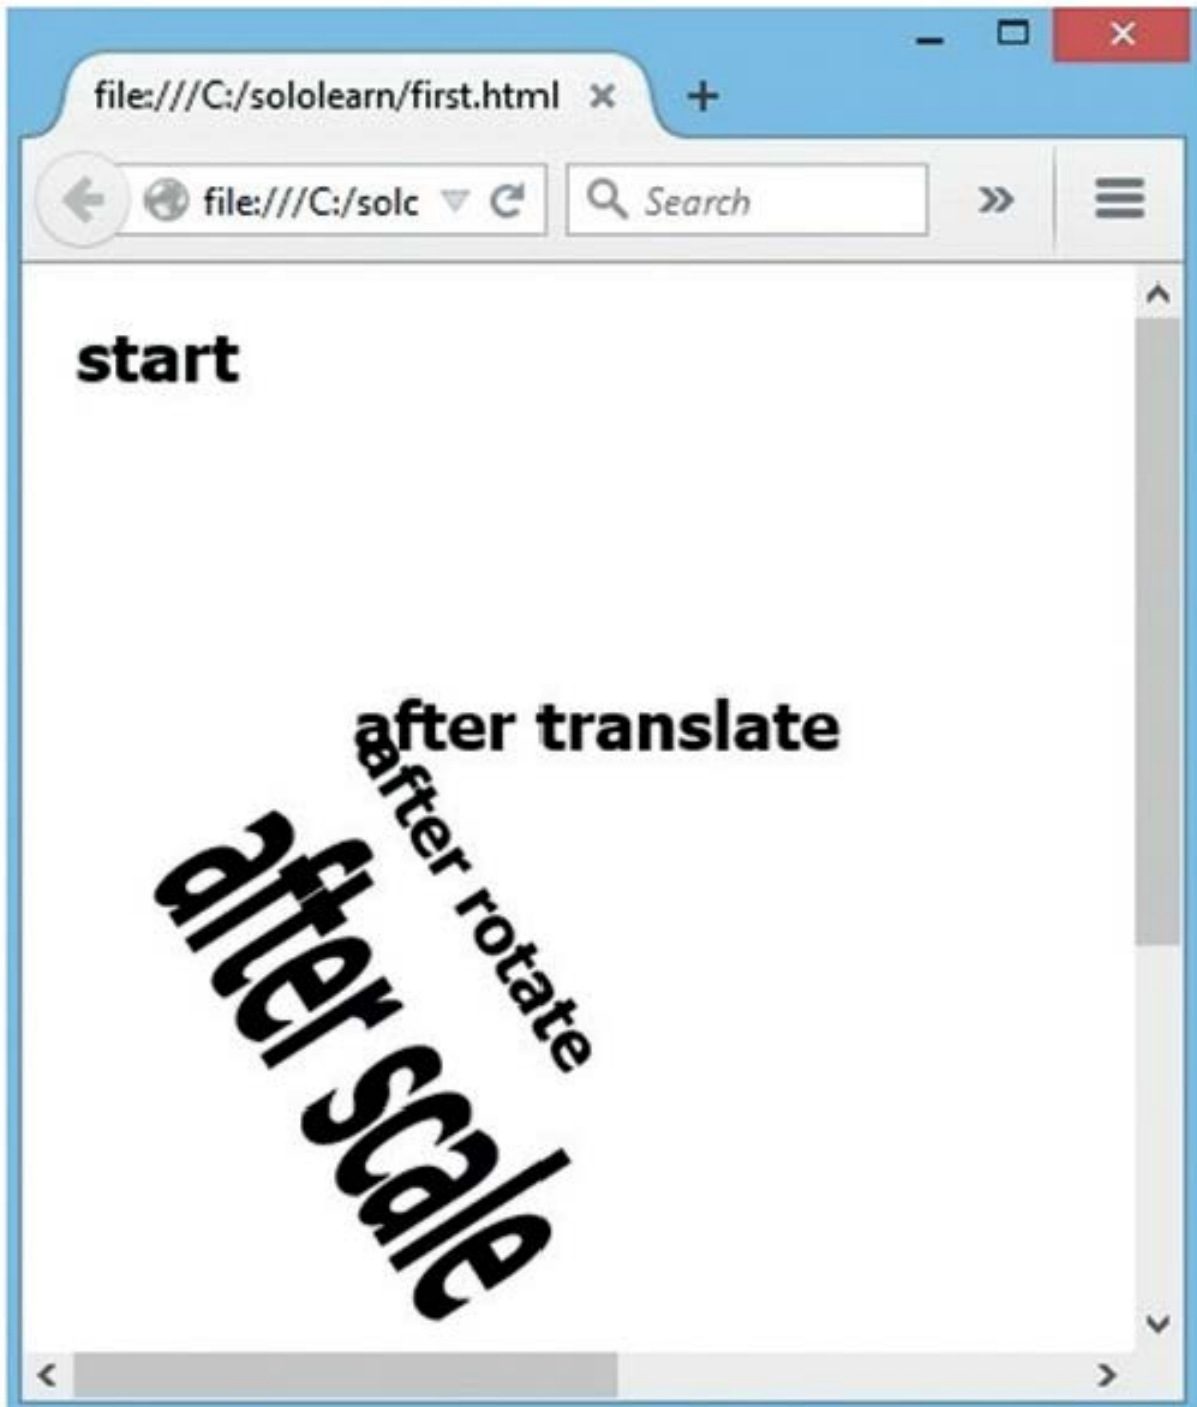 file:///C:/sololearn/first.html
file:///C:/solc
Search
start
after translate
after rotate
after scale